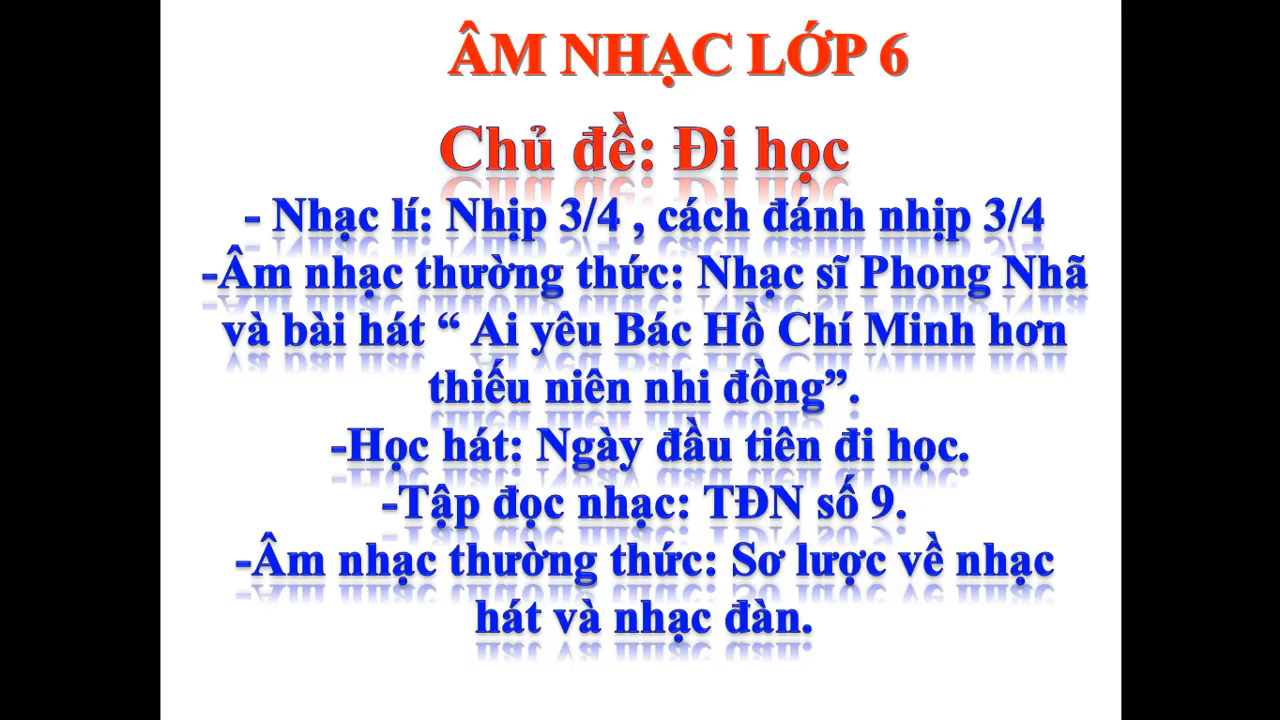 ÂM NHẠC LỚP 6
Chủ đề: Đi học
- Nhạc lí: Nhịp 3/4 , cách đánh nhịp 3/4
-Âm nhạc thường thức: Nhạc sĩ Phong Nhã
và bài hát “ Ai yêu Bác Hồ Chí Minh hơn
thiếu niên nhi đồng”.
-Học hát: Ngày đầu tiên đi học.
-Tập đọc nhạc: TĐN số 9.
-Âm nhạc thường thức: Sơ lược về nhạc
hát và nhạc đàn.